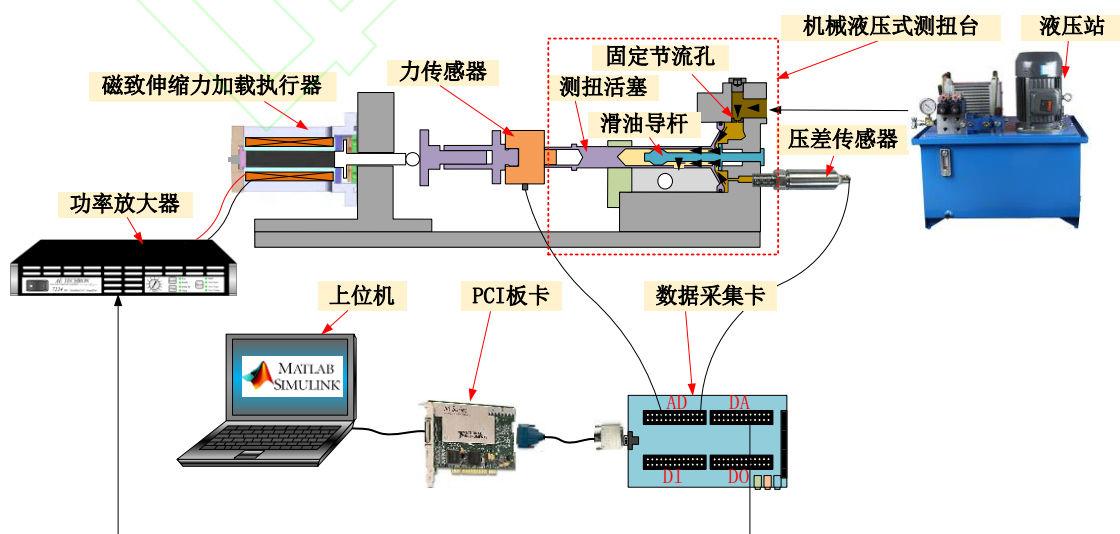 机械液压式测扭台
液压站
固定节流孔
力传感器
磁致伸缩力加载执行器
测扭活塞
滑油导杆
压差传感器
功率放大器
AE TECHRON
7224
上位机
PCI板卡
数据采集卡
MATLAB
SIMULINK
AD
DA
DI
DO